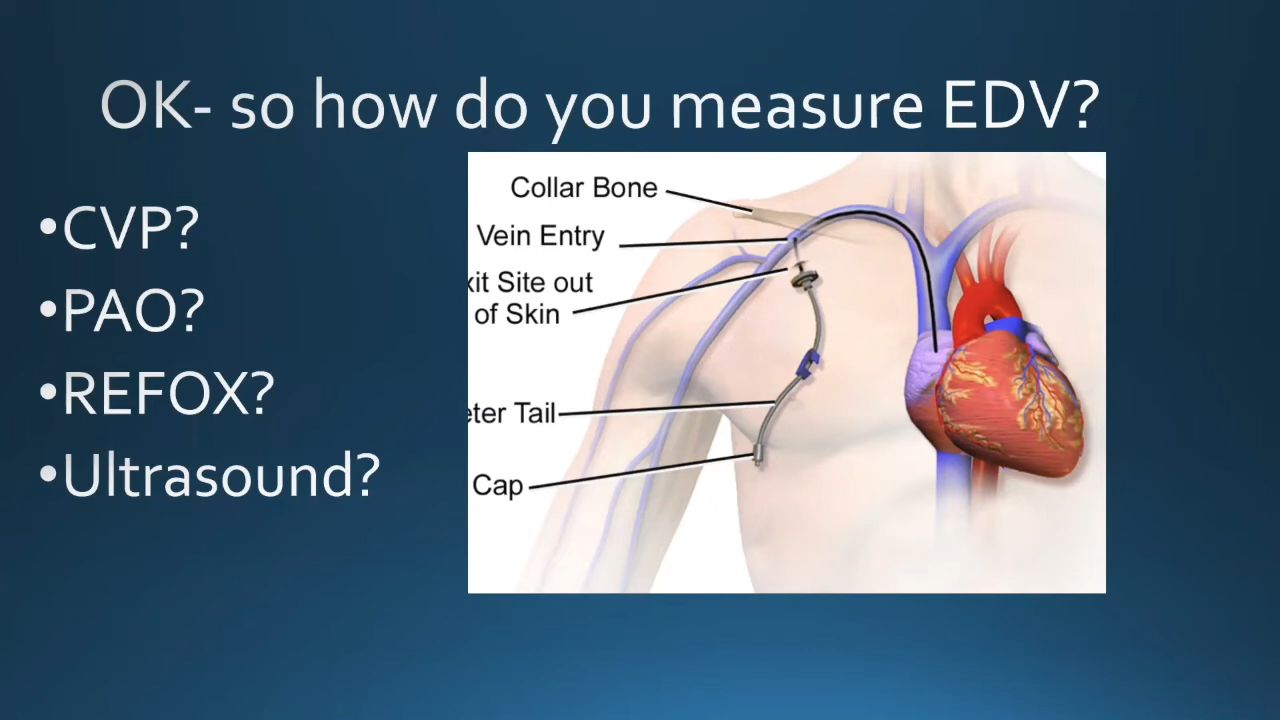 OK- so how do you measure EDV?
•CVP?
•PAO?
•REFOX?
•Ultrasound?
Collar Bone
Vein Entry
xit Site out
of Skin
eter Tail
Cap